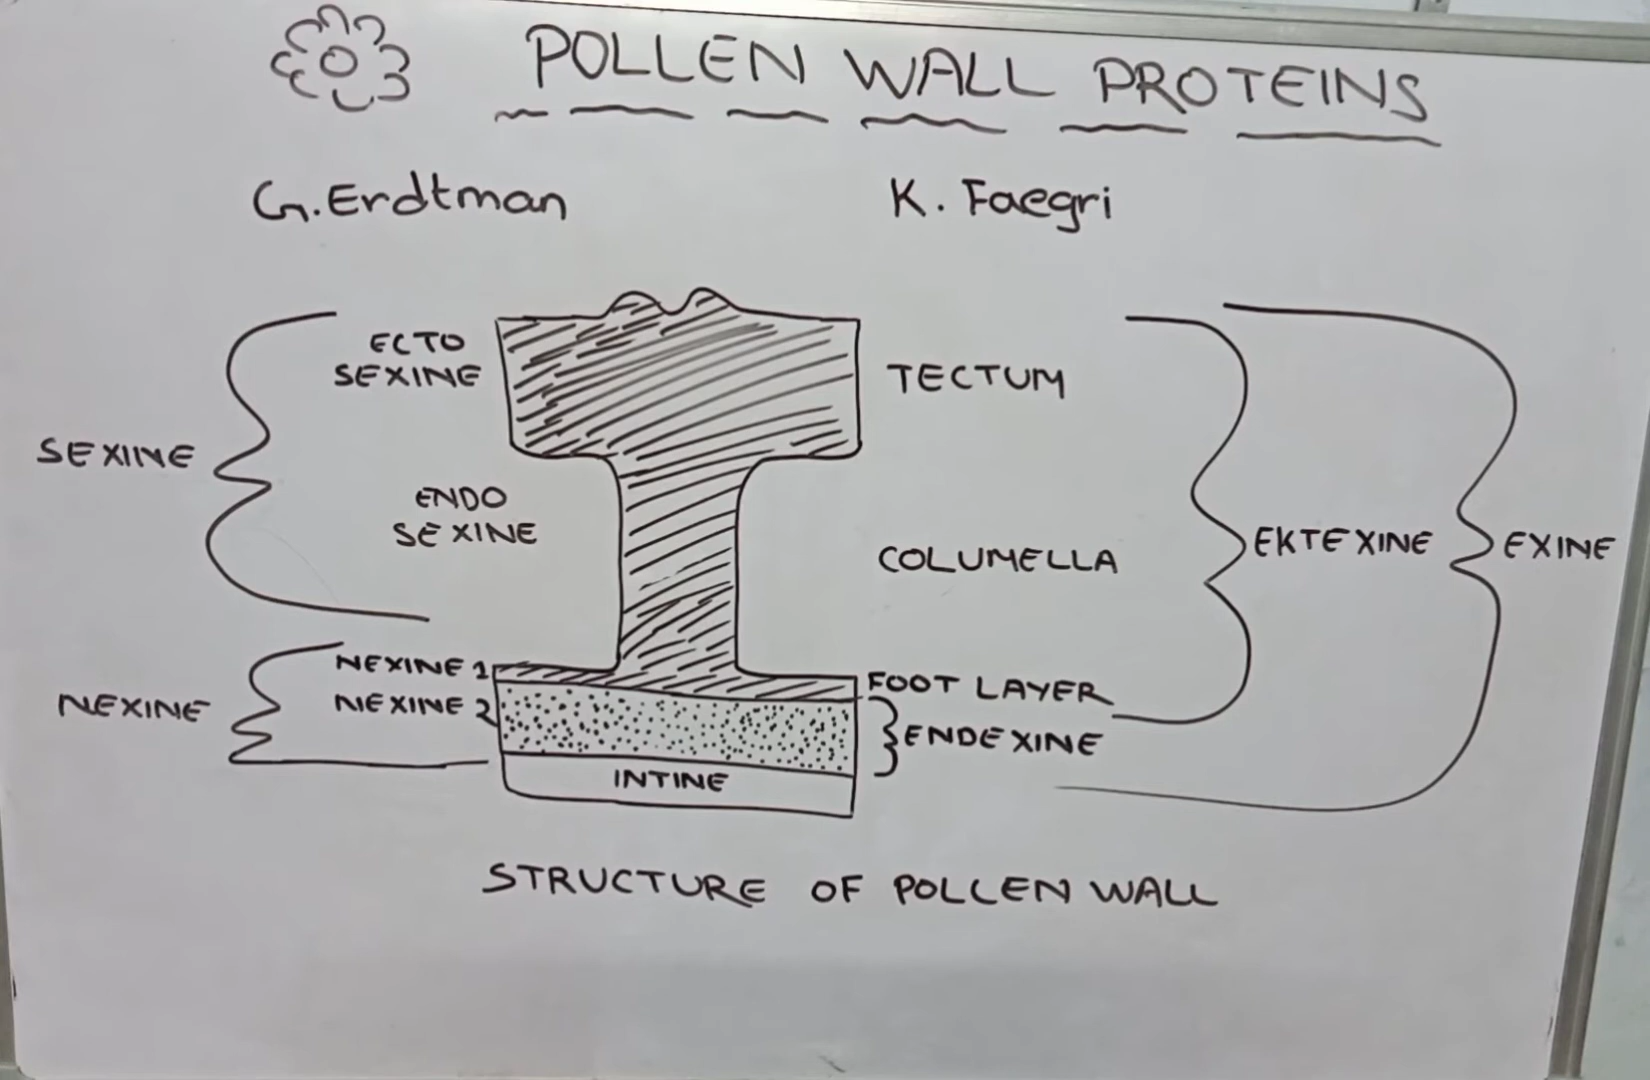 POLLEN WALL PROTEINS
G. Erdtman
K. Faegri
ECTO
SEXINE
TECTUM
SEXINE
ENDO
SEXINE
COLUMELLA
EKTEXINE
EXINE
NEXINE 1
FOOT LAYER
NEXINE
NEXINE 2
ENDEXINE
INTINE
STRUCTURE OF POLLEN WALL